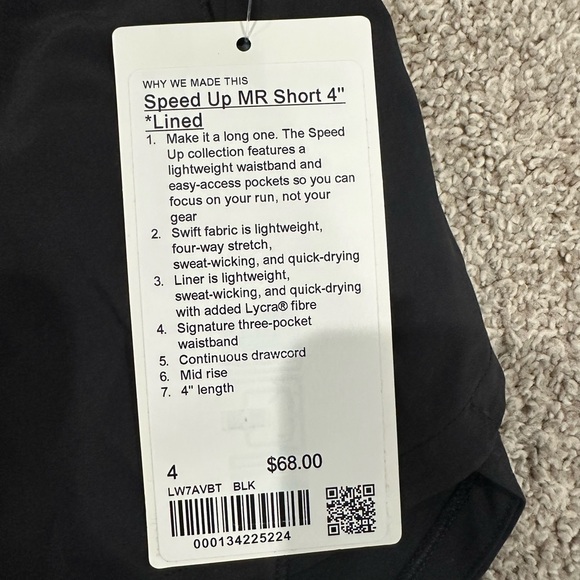 WHY WE MADE THIS
Speed Up MR Short 4"
*Lined
1. Make it a long one. The Speed
Up collection features a
lightweight waistband and
easy-access pockets so you can
focus on your run, not your
gear
2. Swift fabric is lightweight,
four-way stretch,
sweat-wicking, and quick-drying
3. Liner is lightweight,
sweat-wicking, and quick-drying
with added Lycra® fibre
4. Signature three-pocket
waistband
5. Continuous drawcord
6. Mid rise
7. 4" length
4 $68.00
LW7AVBT BLK
000134225224